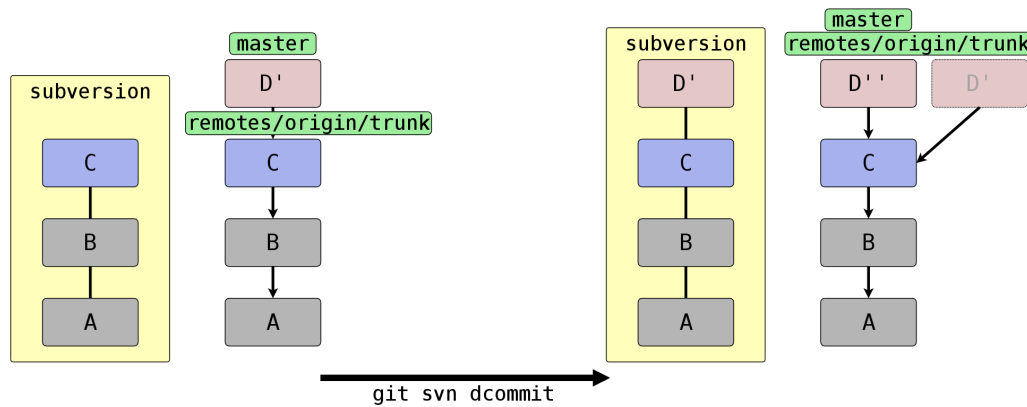 master
subversion
D'
remotes/origin/trunk
C
C
B
B
A
A
git svn dcommit
master
subversion
remotes/origin/trunk
D'
D''
D'
C
C
B
B
A
A